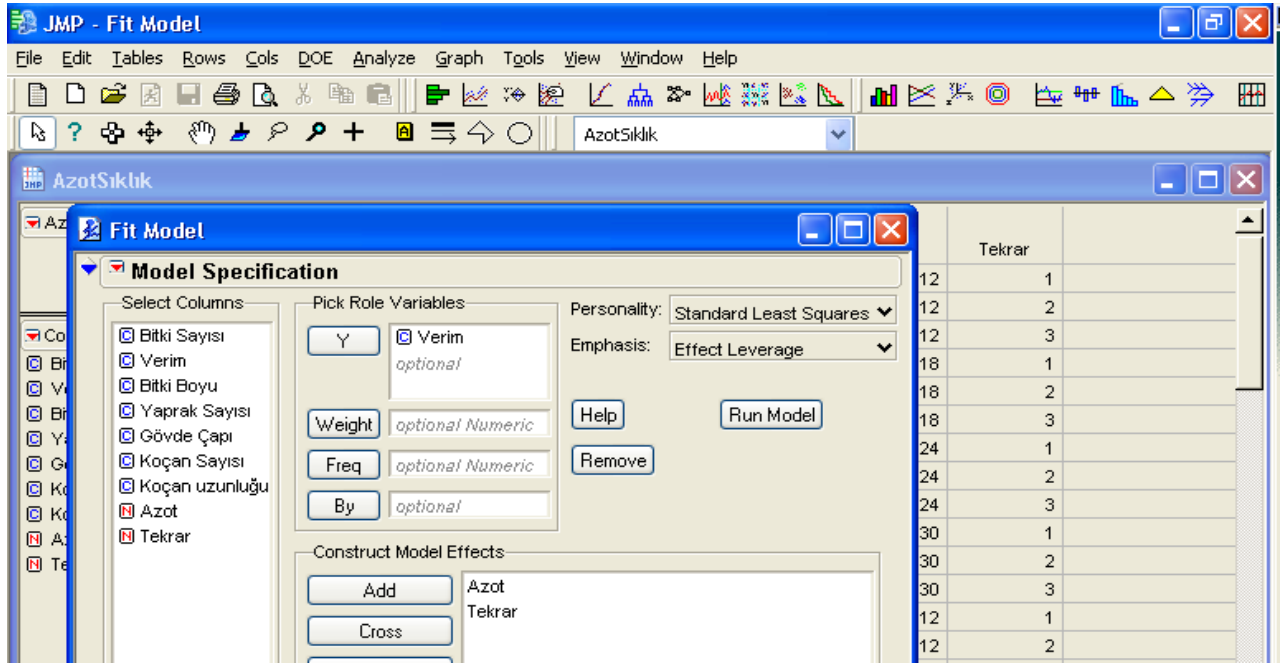 JMP - Fit Model
File Edit Tables Rows Cols DOE Analyze Graph Tools View Window Help
AzotSıklık
AzotSıklık
Fit Model
Tekrar
Model Specification
Select Columns
Bitki Sayısı
Verim
Bitki Boyu
Yaprak Sayısı
Gövde Çapı
Koçan Sayısı
Koçan uzunluğu
Azot
Tekrar
Pick Role Variables
Y
Verim
optional
Weight optional Numeric
Freq optional Numeric
By optional
Personality: Standard Least Squares
Emphasis: Effect Leverage
Help Run Model
Remove
Construct Model Effects
Add
Cross
Azot
Tekrar
12 1
12 2
12 3
18 1
18 2
18 3
24 1
24 2
24 3
30 1
30 2
30 3
12 1
12 2